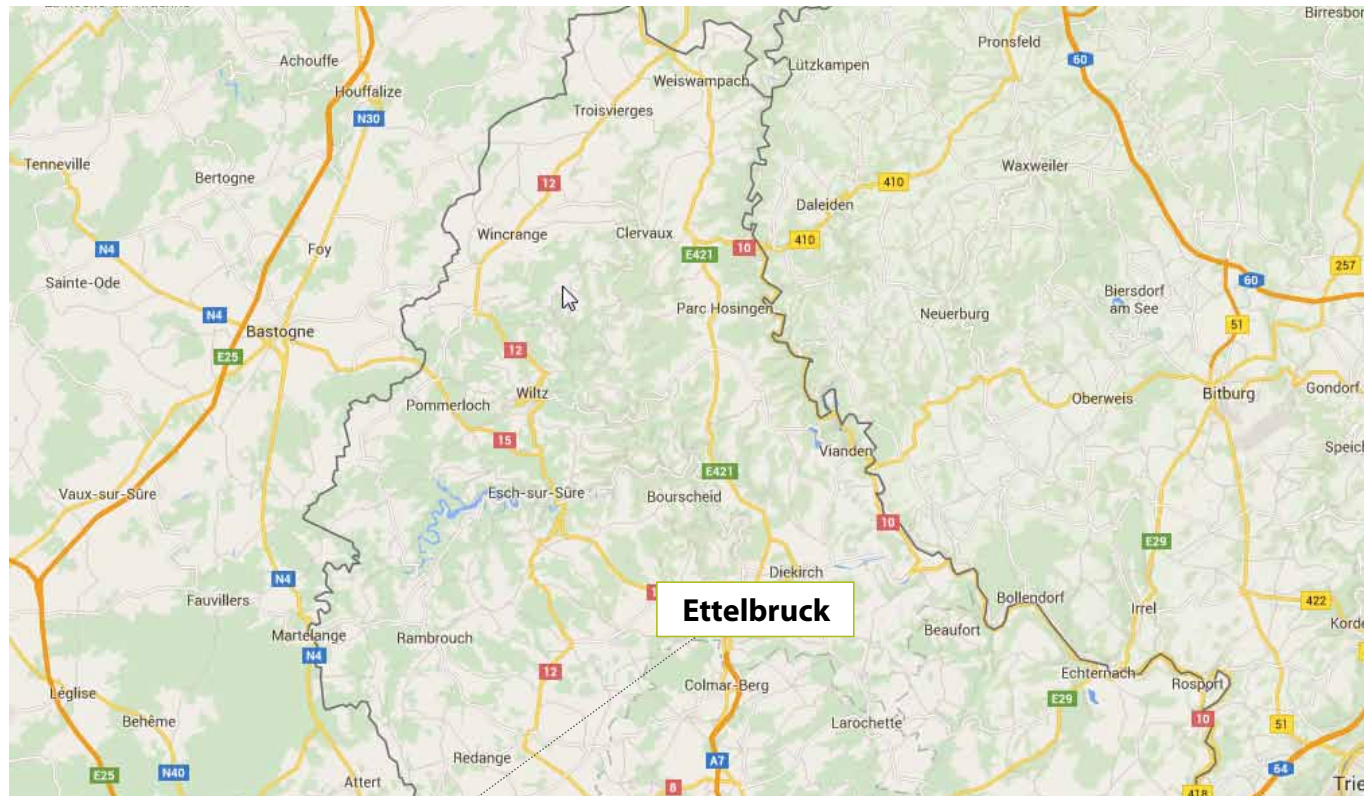 Birresbor
Pronsfeld
Achouffe
60
Lützkampen
Weiswampach
Houffalize
Troisvierges
N30
Tenneville
Bertogne
12
410
Waxweiler
Daleiden
Wincrange
Clervaux
410
N4
Foy
E421
10
257
Sainte-Ode
60
Biersdorf
am See
Parc Hosingen
Neuerburg
N4
51
Bastogne
E25
12
Wiltz
Pommerloch
Oberweis
Bitburg
Gondorf
15
Vianden
Speich
E421
Vaux-sur-Sûre
Esch-sur-Sûre
Bourscheid
10
E29
Diekirch
N4
Fauvillers
Ettelbruck
Bollendorf
Irrel
422
Martelange
Rambrouch
Beaufort
Korde
N4
12
Echternach
Colmar-Berg
Rosport
Léglise
E29
10
Behême
Larochette
51
Redange
A7
64
E25
N40
Attert
8
418
Trie